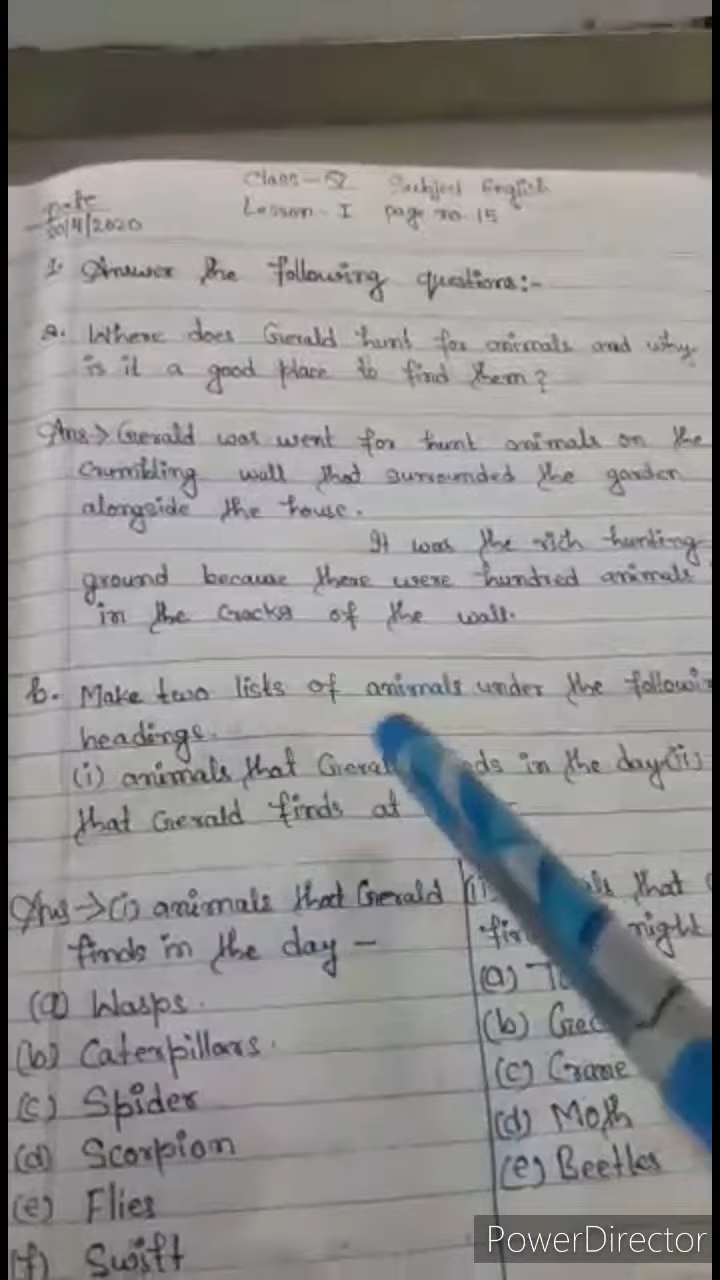 Class - 5 Subject English
Date Lesson - I page no. 15
30/4/2020
1. Answer the following questions:-
a. Where does Gerald hunt for animals and why
is it a good place to find them?
Ans→ Gerald was went for hunt animals on the
Crumbling wall that surrounded the garden
alongside the house.
It was the rich hunting
ground because there were hundred animals
in the cracks of the wall.
b. Make two lists of animals under the
headings.
(i) animals that in the day (ii)
that Gerald finds at
Ans→ (i) animals that Gerald that
finds in the day - night
(a) Wasps. (a)
(b) Caterpillars. (b)
(c) Spider (c) Crane
(d) Scorpion (d) Moth
(e) Flies (e) Beetles
(f) Swift
PowerDirector